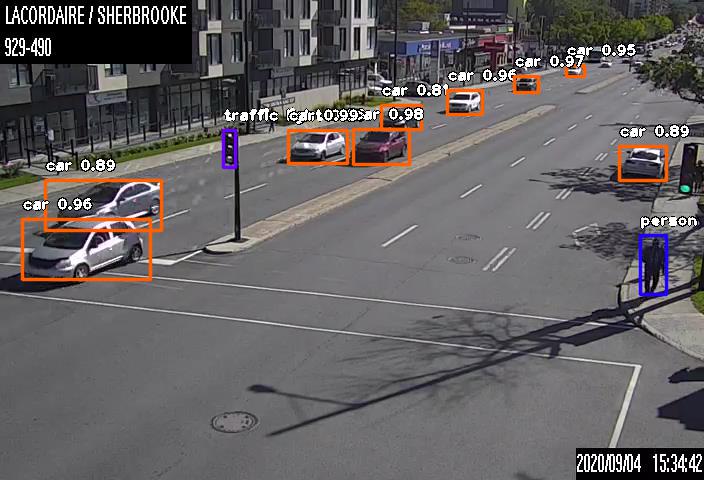 LACORDAIRE / SHERBROOKE
929-490
car 0.95
car 0.97
car 0.96
car 0.8
traffic
car 0.98
car 0.89
car 0.89
car 0.96
person
2020/09/04 15:34:42